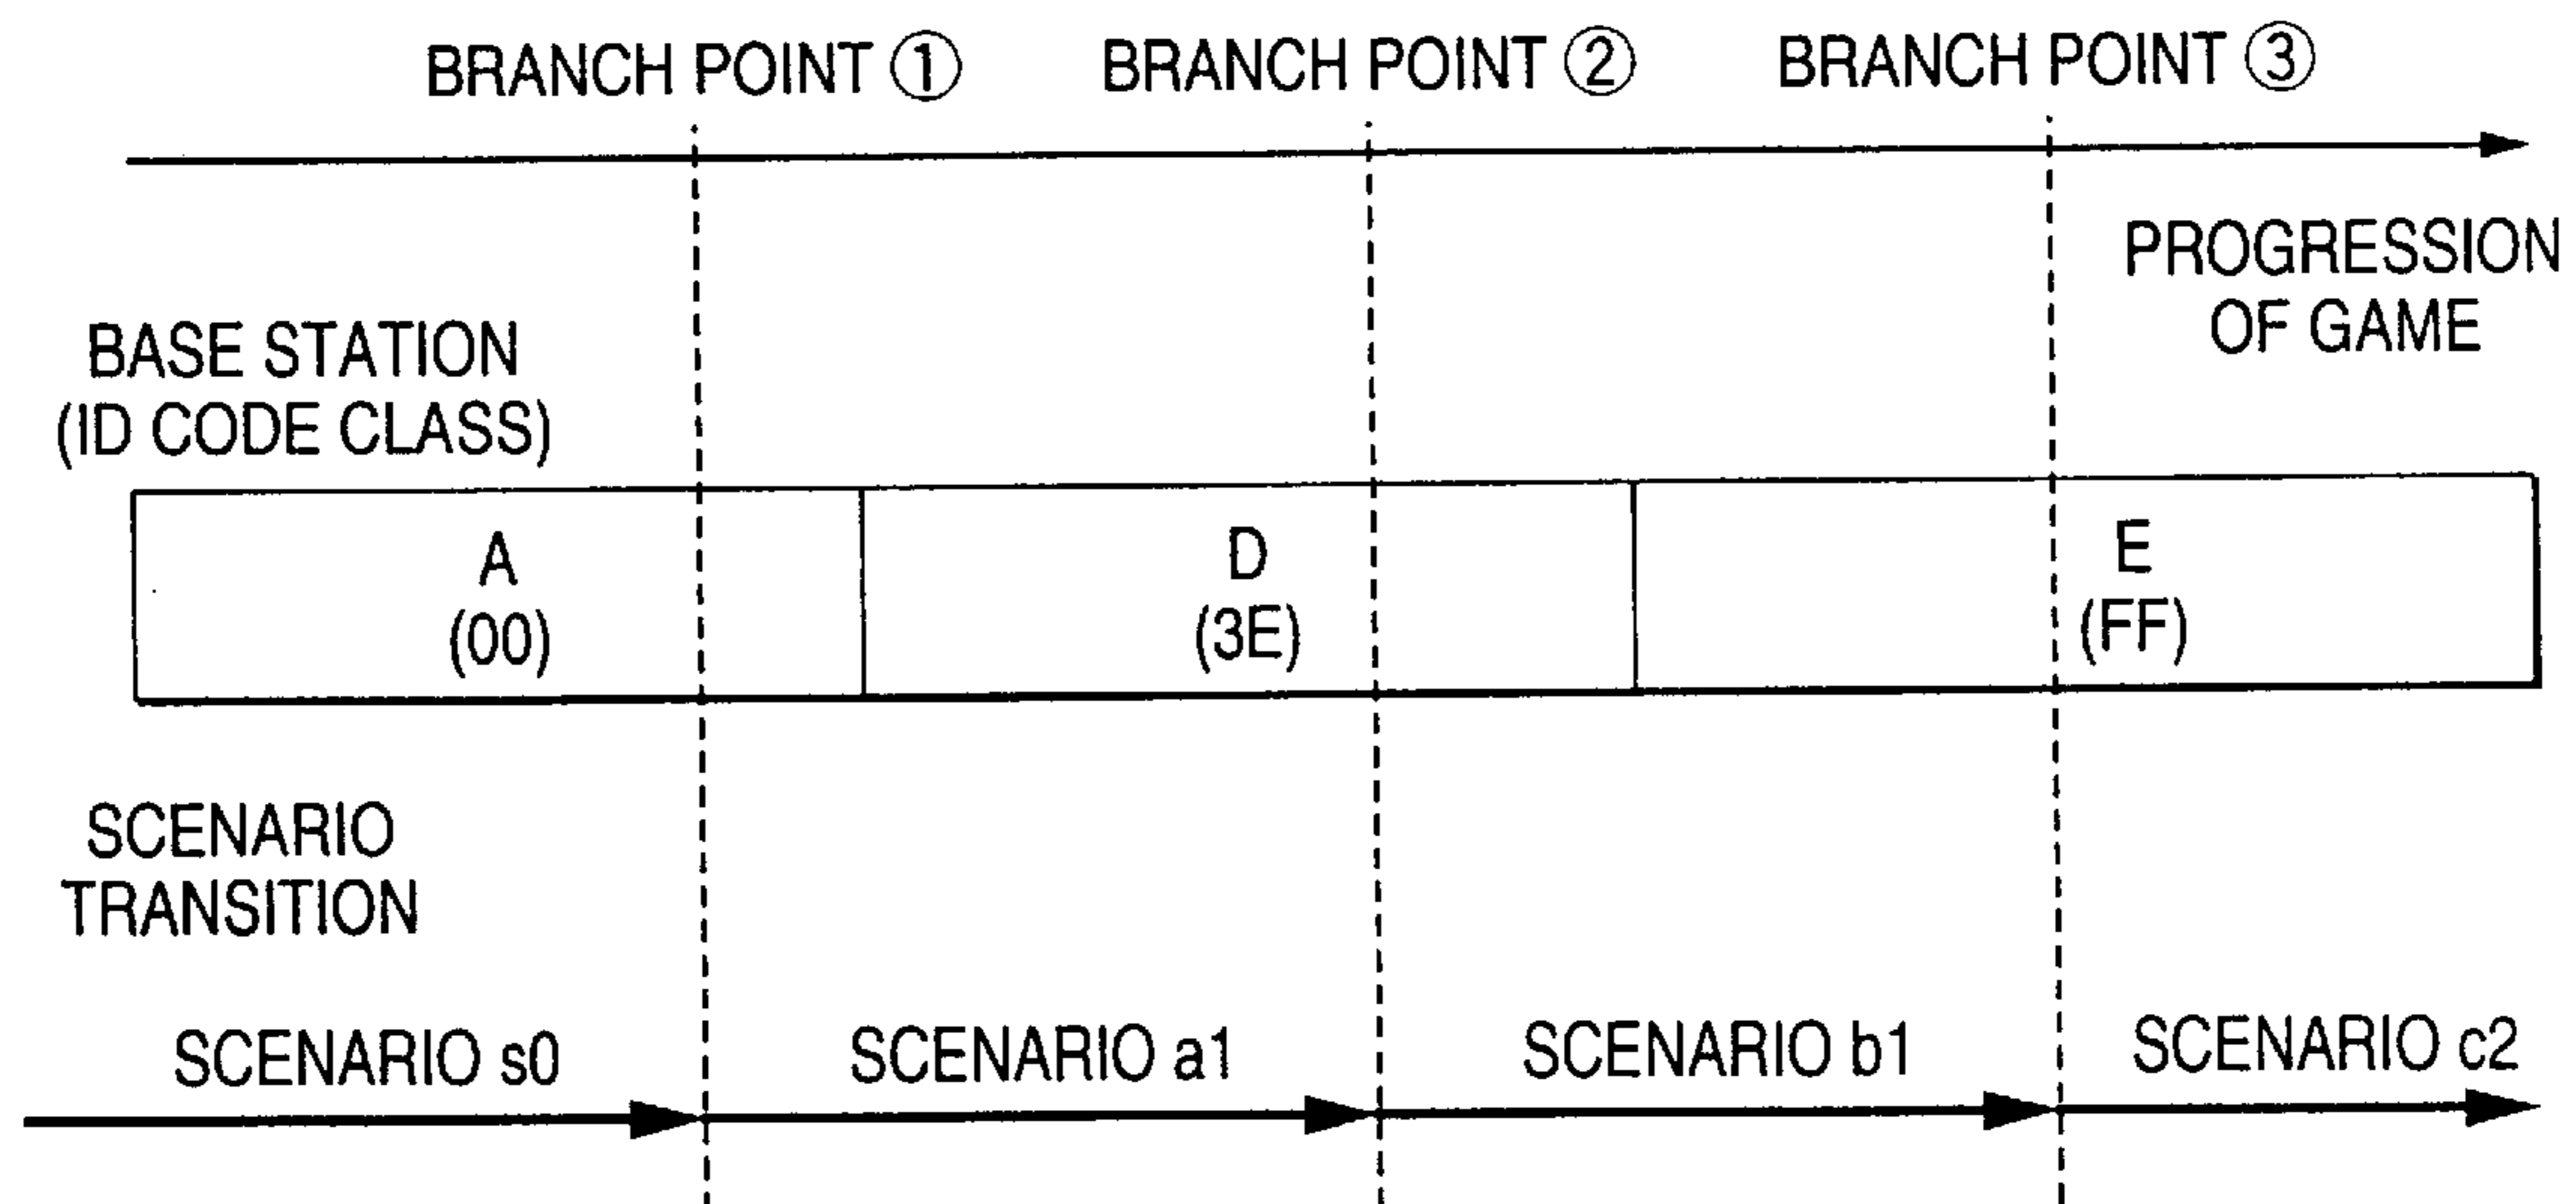 BRANCH POINT ①
BRANCH POINT ②
BRANCH POINT ③
PROGRESSION
OF GAME
BASE STATION
(ID CODE CLASS)
A
(00)
D
(3E)
E
(FF)
SCENARIO
TRANSITION
SCENARIO s0
SCENARIO a1
SCENARIO b1
SCENARIO c2